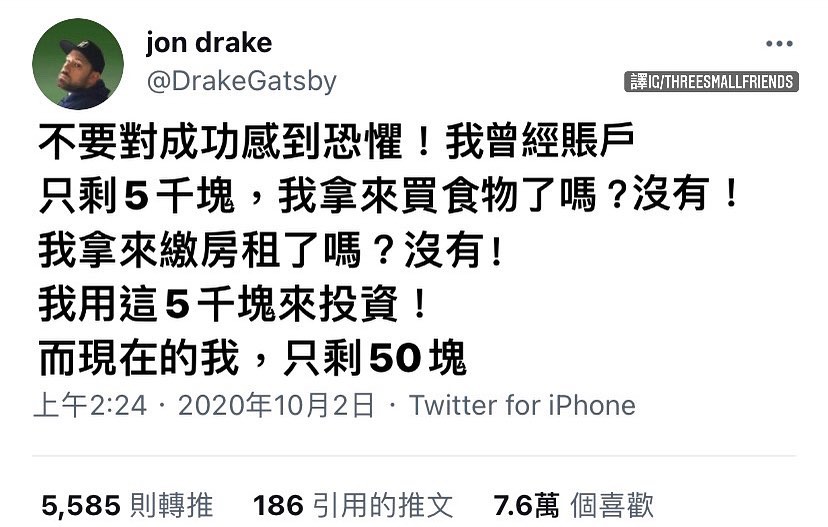 jon drake
@DrakeGatsby
譯IG/THREESMALLFRIENDS
不要對成功感到恐懼！我曾經賬戶
只剩5千塊，我拿來買食物了嗎？沒有！
我拿來繳房租了嗎？沒有！
我用這5千塊來投資！
而現在的我，只剩50塊
上午2:24 · 2020年10月2日 · Twitter for iPhone
5,585 則轉推 186 引用的推文 7.6萬 個喜歡